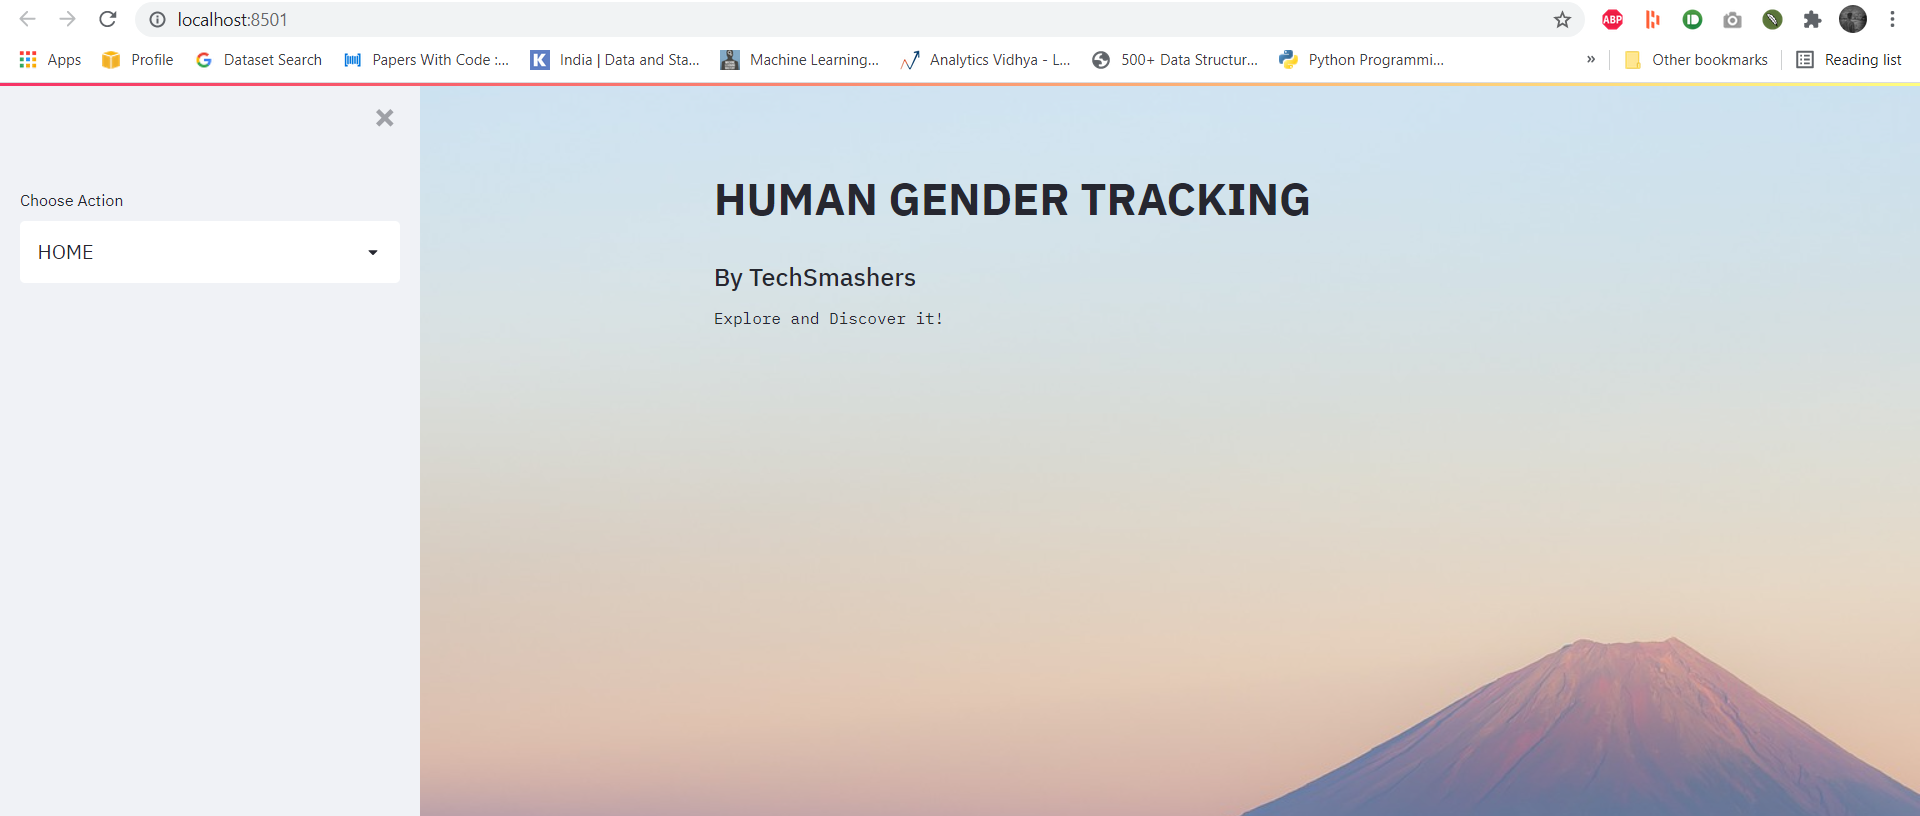 localhost:8501
ABP
Apps Profile Dataset Search Papers With Code :... K India | Data and Sta... Machine Learning... Analytics Vidhya - L... 500+ Data Structur... Python Programmi... » Other bookmarks Reading list
Choose Action
HOME
HUMAN GENDER TRACKING
By TechSmashers
Explore and Discover it!